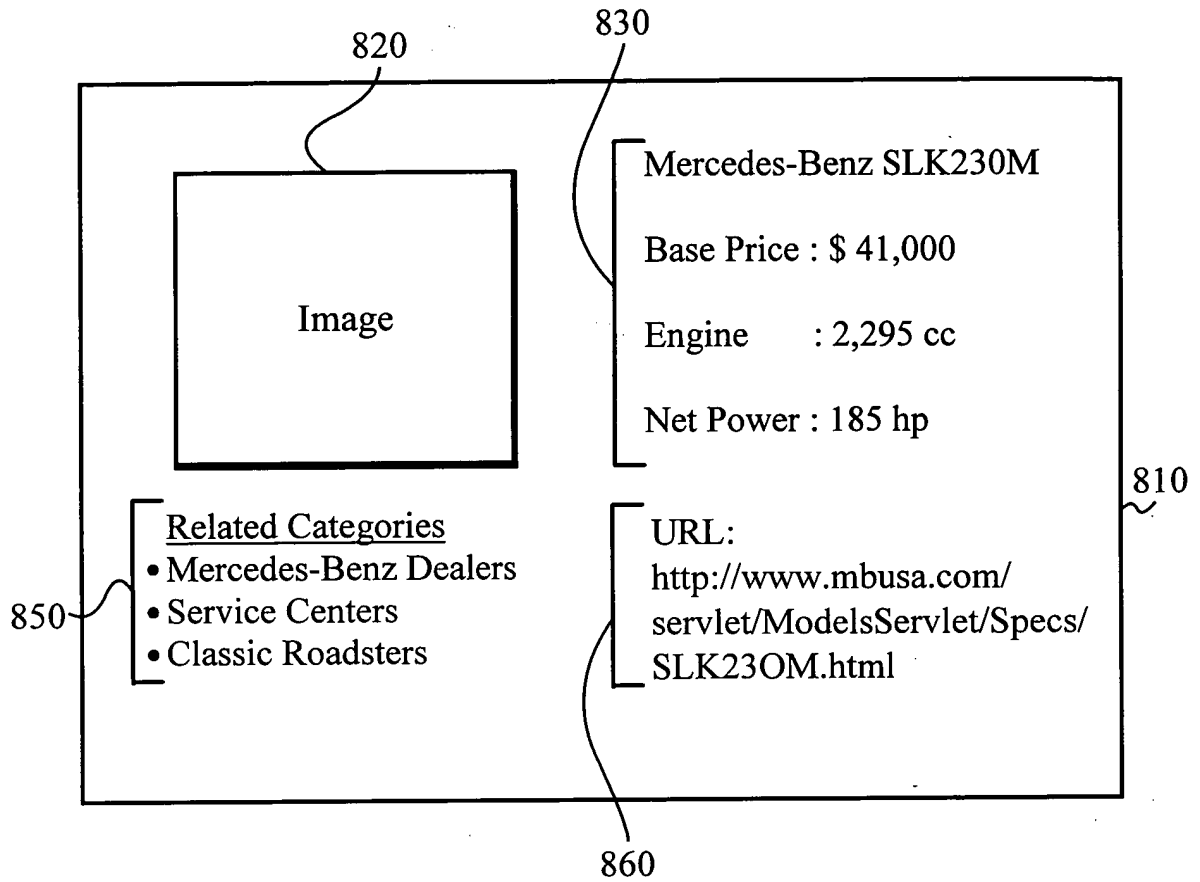 820
830
Image
Mercedes-Benz SLK230M
Base Price : $ 41,000
Engine : 2,295 cc
Net Power : 185 hp
810
850
Related Categories
• Mercedes-Benz Dealers
• Service Centers
• Classic Roadsters
URL:
http://www.mbusa.com/
servlet/ModelsServlet/Specs/
SLK23OM.html
860